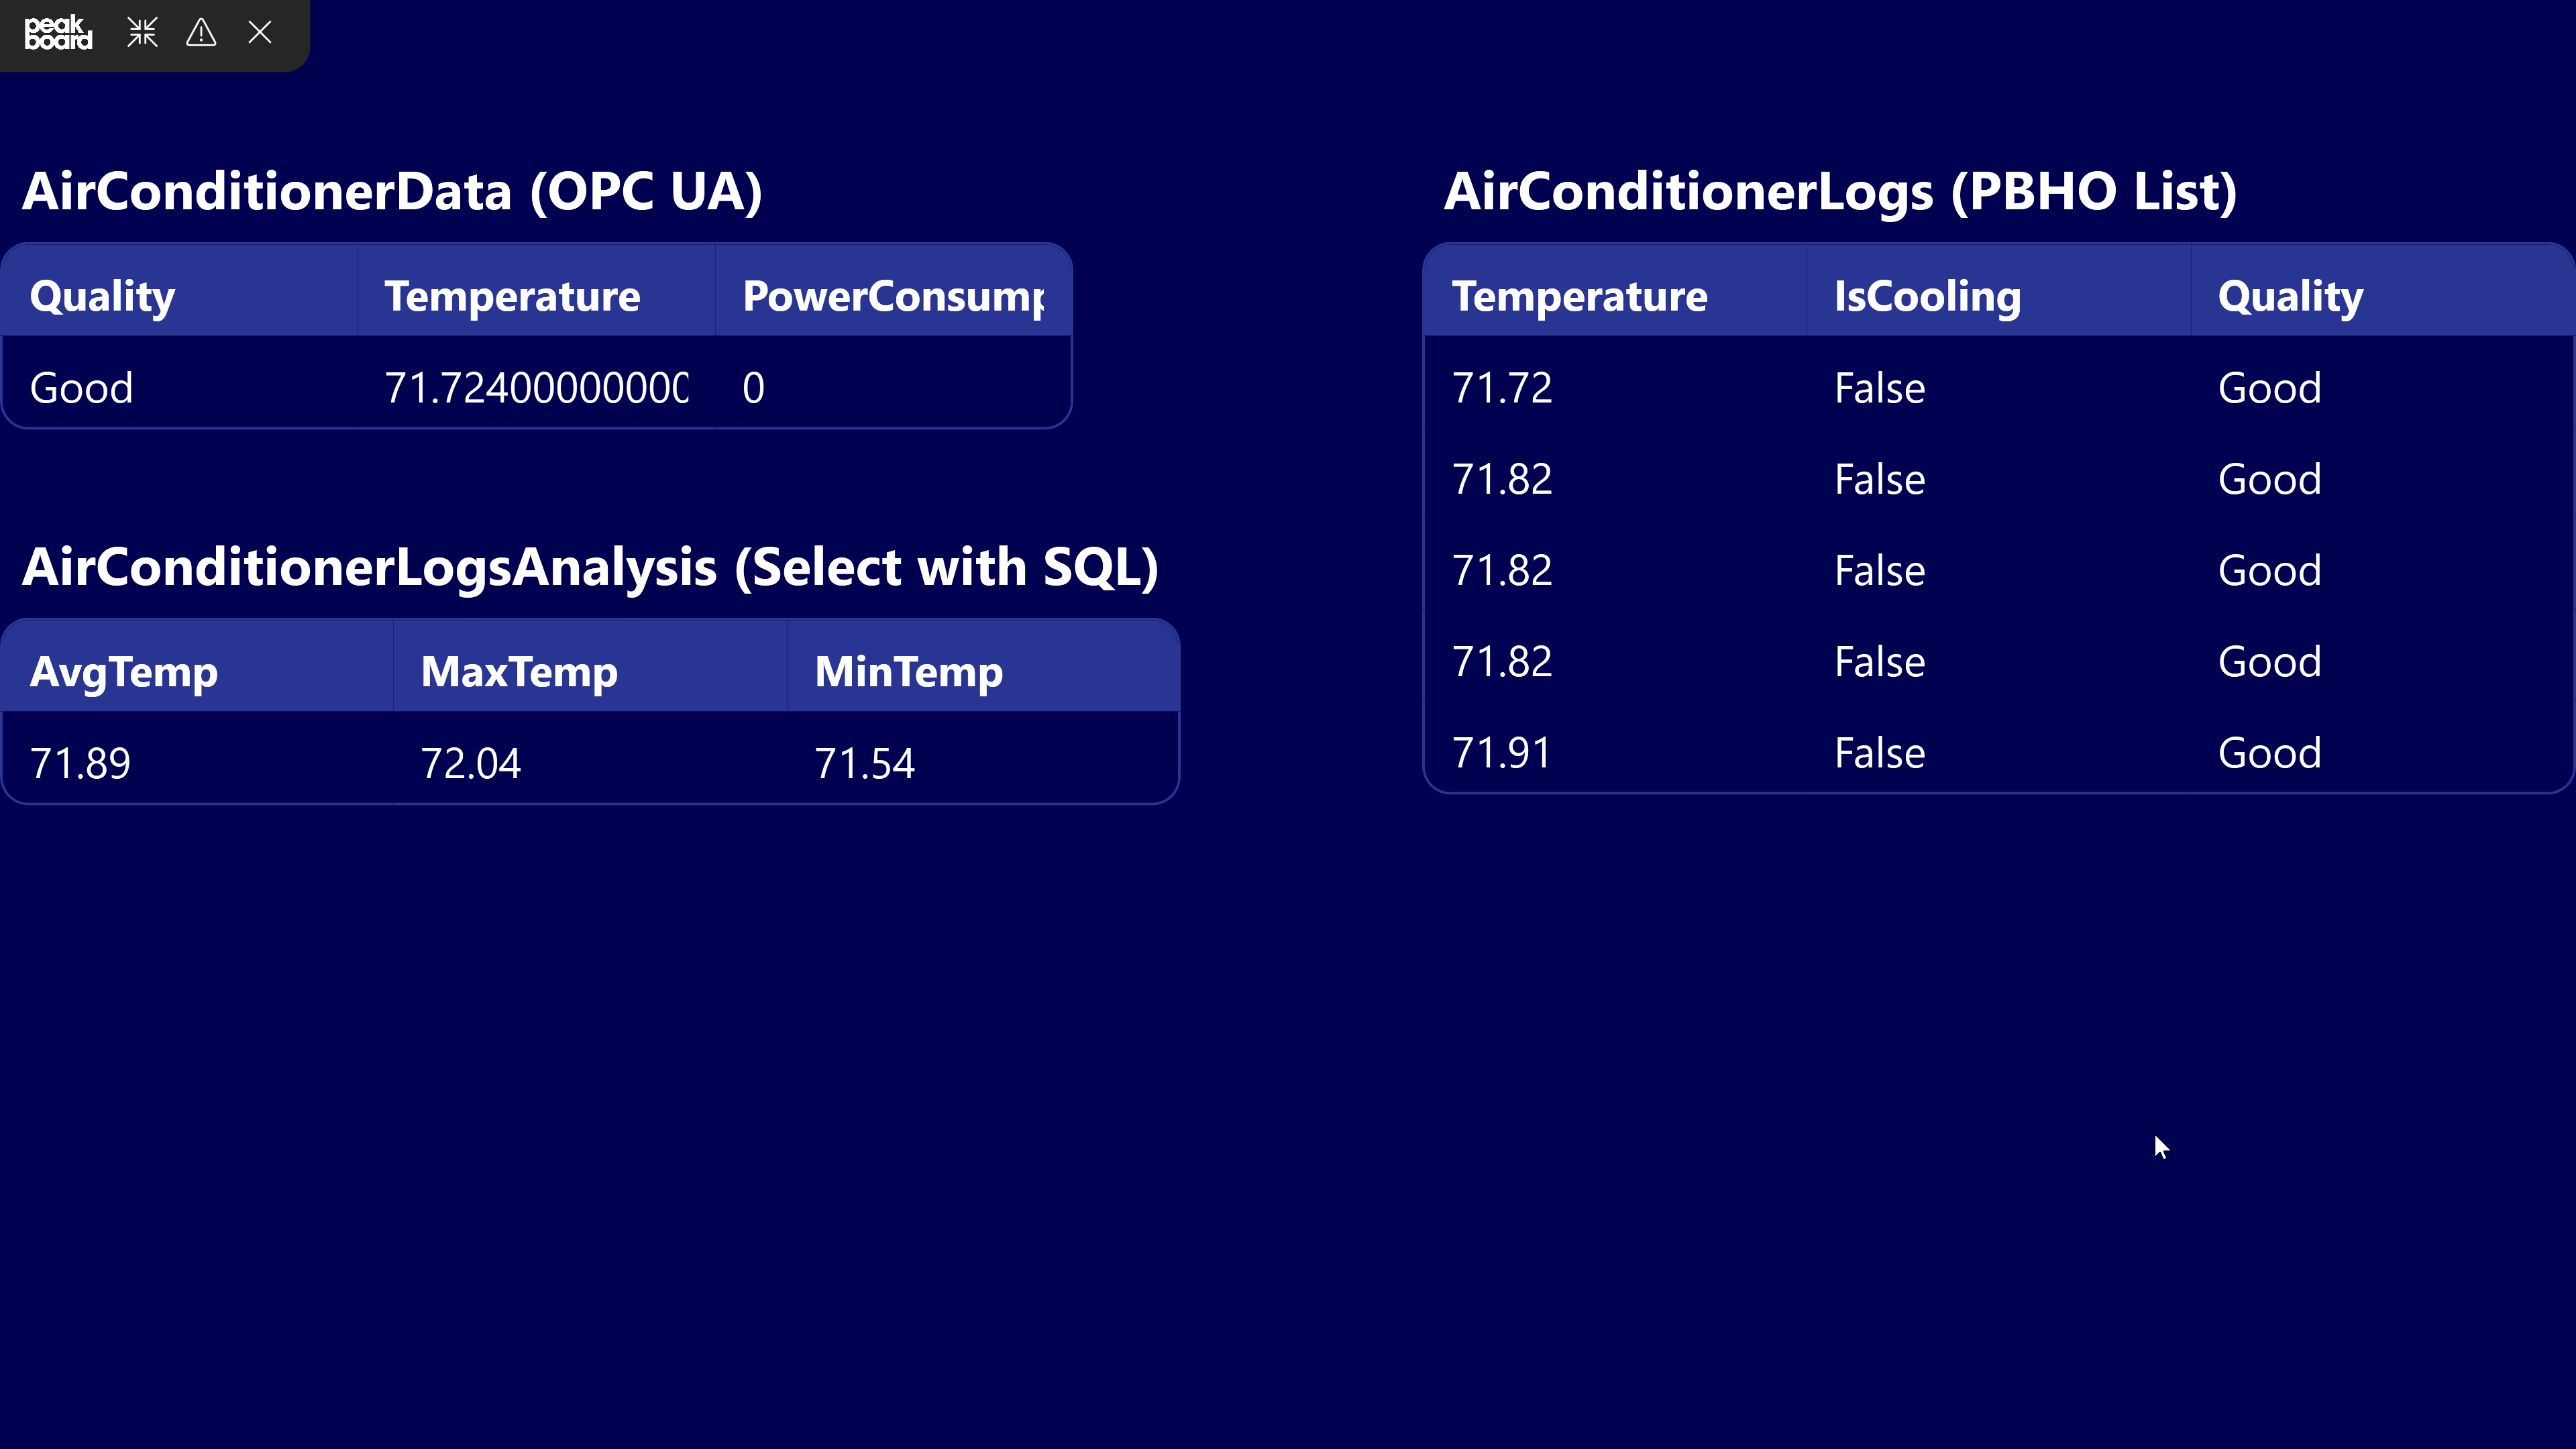 peak
board
AirConditionerData (OPC UA)
Quality Temperature PowerConsump
Good 71.72400000000 0
AirConditionerLogsAnalysis (Select with SQL)
AvgTemp MaxTemp MinTemp
71.89 72.04 71.54
AirConditionerLogs (PBHO List)
Temperature IsCooling Quality
71.72 False Good
71.82 False Good
71.82 False Good
71.82 False Good
71.91 False Good